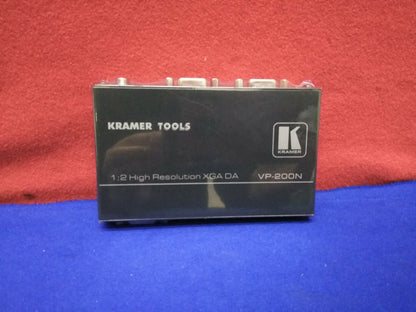 KRAMER TOOLS
K
KRAMER
1:2 High Resolution XGA DA VP-200N